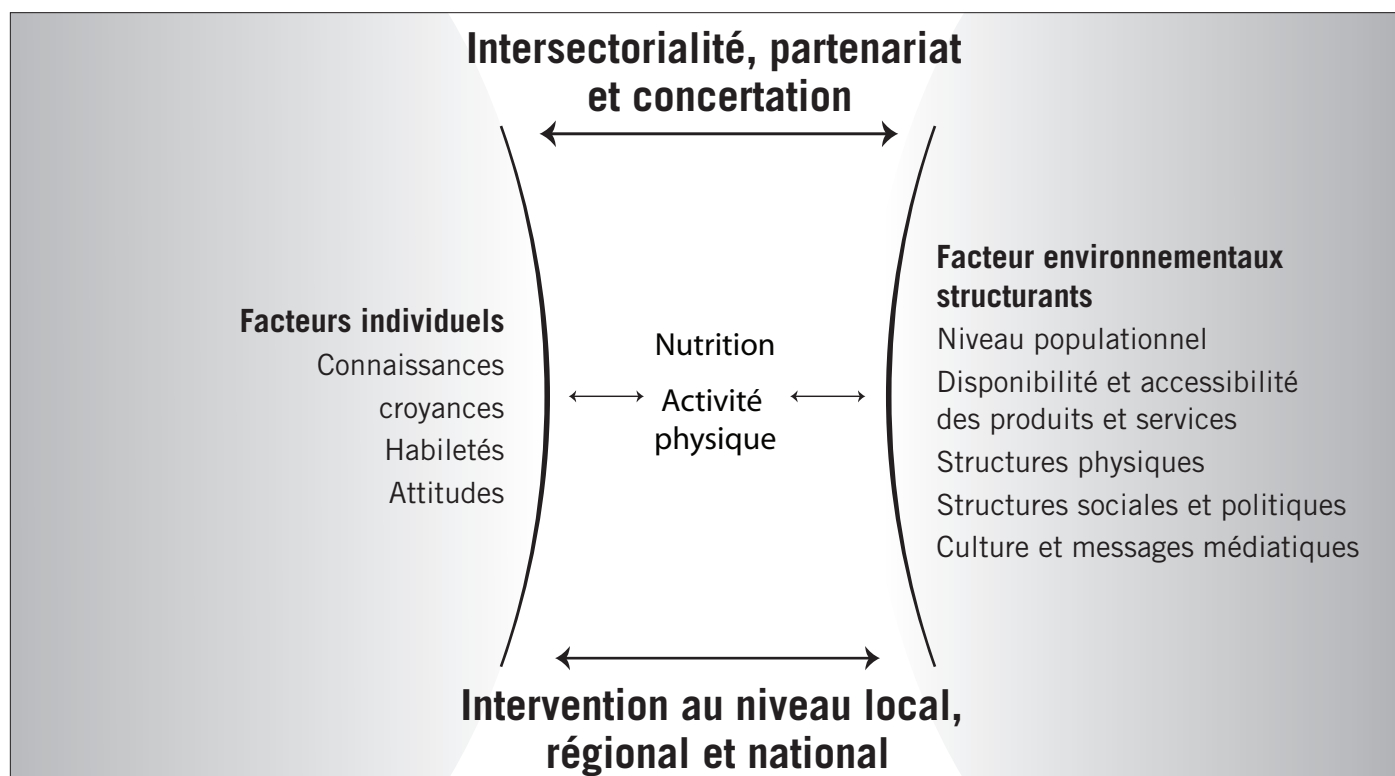 Intersectorialité, partenariat
et concertation
Facteurs individuels
Connaissances
croyances
Habiletés
Attitudes
Nutrition
Activité
physique
Facteur environnementaux
structurants
Niveau populationnel
Disponibilité et accessibilité
des produits et services
Structures physiques
Structures sociales et politiques
Culture et messages médiatiques
Intervention au niveau local,
régional et national